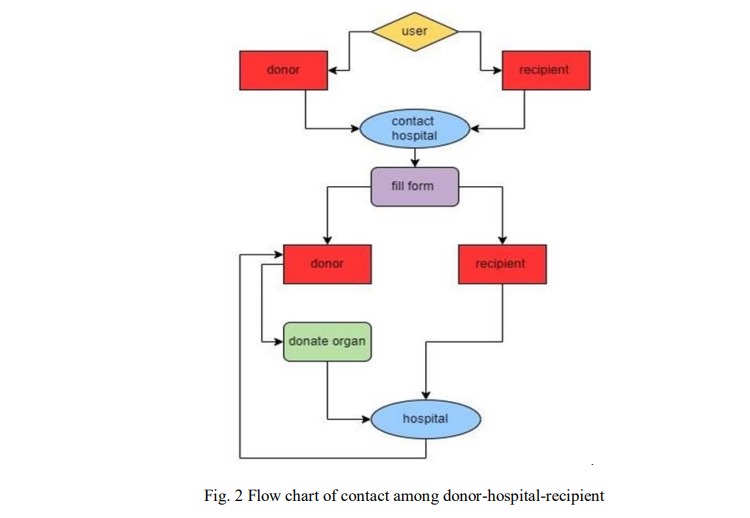 user
donor
recipient
contact
hospital
fill form
donor
recipient
donate organ
hospital
Fig. 2 Flow chart of contact among donor-hospital-recipient